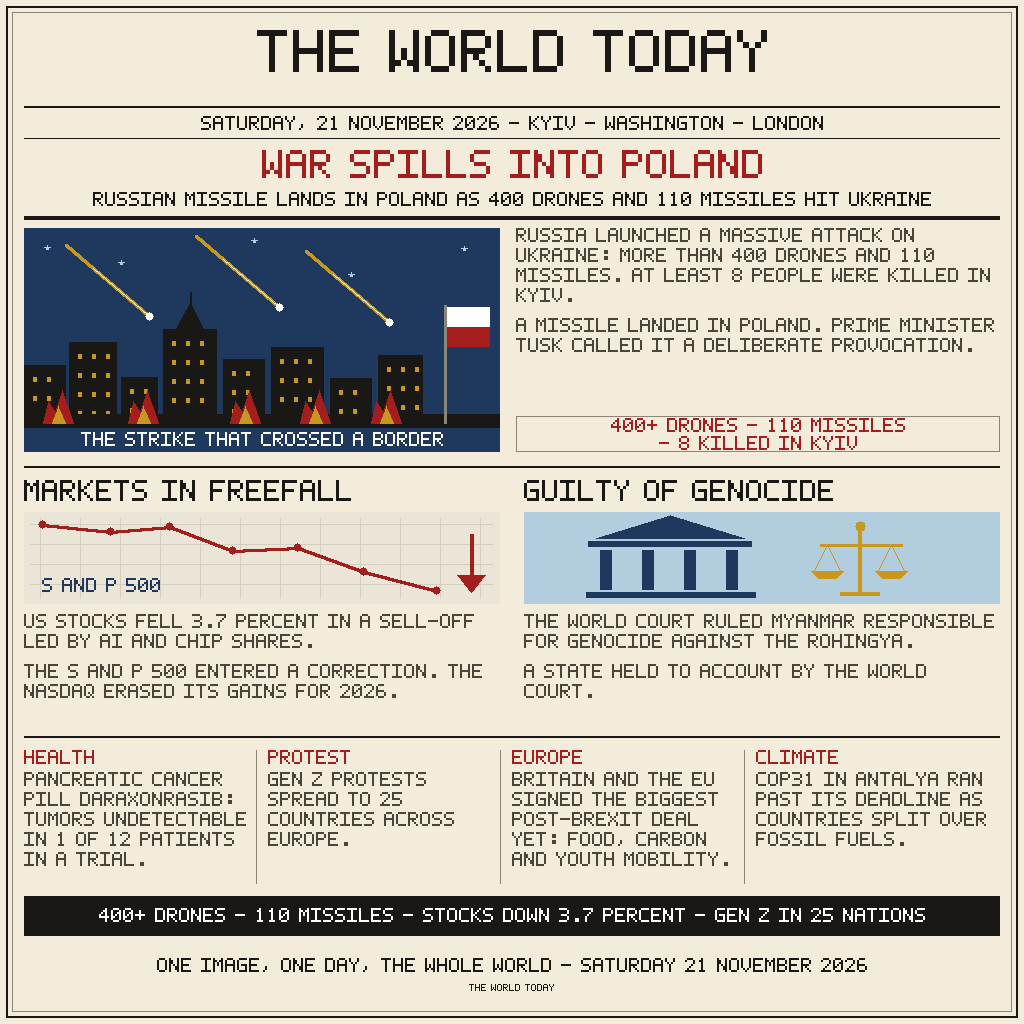 THE WORLD TODAY
SATURDAY, 21 NOVEMBER 2026 – KYIV – WASHINGTON – LONDON
WAR SPILLS INTO POLAND
RUSSIAN MISSILE LANDS IN POLAND AS 400 DRONES AND 110 MISSILES HIT UKRAINE
THE STRIKE THAT CROSSED A BORDER
RUSSIA LAUNCHED A MASSIVE ATTACK ON
UKRAINE: MORE THAN 400 DRONES AND 110
MISSILES. AT LEAST 8 PEOPLE WERE KILLED IN
KYIV.
A MISSILE LANDED IN POLAND. PRIME MINISTER
TUSK CALLED IT A DELIBERATE PROVOCATION.
400+ DRONES – 110 MISSILES
– 8 KILLED IN KYIV
MARKETS IN FREEFALL
S AND P 500
US STOCKS FELL 3.7 PERCENT IN A SELL-OFF
LED BY AI AND CHIP SHARES.
THE S AND P 500 ENTERED A CORRECTION. THE
NASDAQ ERASED ITS GAINS FOR 2026.
GUILTY OF GENOCIDE
THE WORLD COURT RULED MYANMAR RESPONSIBLE
FOR GENOCIDE AGAINST THE ROHINGYA.
A STATE HELD TO ACCOUNT BY THE WORLD
COURT.
HEALTH
PANCREATIC CANCER
PILL DARAXONRASIB:
TUMORS UNDETECTABLE
IN 1 OF 12 PATIENTS
IN A TRIAL.
PROTEST
GEN Z PROTESTS
SPREAD TO 25
COUNTRIES ACROSS
EUROPE.
EUROPE
BRITAIN AND THE EU
SIGNED THE BIGGEST
POST-BREXIT DEAL
YET: FOOD, CARBON
AND YOUTH MOBILITY.
CLIMATE
COP31 IN ANTALYA RAN
PAST ITS DEADLINE AS
COUNTRIES SPLIT OVER
FOSSIL FUELS.
400+ DRONES – 110 MISSILES – STOCKS DOWN 3.7 PERCENT – GEN Z IN 25 NATIONS
ONE IMAGE, ONE DAY, THE WHOLE WORLD – SATURDAY 21 NOVEMBER 2026
THE WORLD TODAY